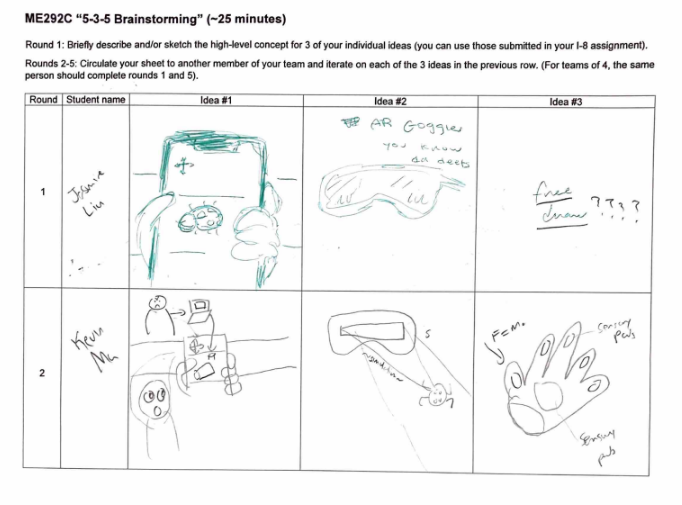 ME292C "5-3-5 Brainstorming" (~25 minutes)
Round 1: Briefly describe and/or sketch the high-level concept for 3 of your individual ideas (you can use those submitted in your I-8 assignment).
Rounds 2-5: Circulate your sheet to another member of your team and iterate on each of the 3 ideas in the previous row. (For teams of 4, the same
person should complete rounds 1 and 5).
Round Student name Idea #1 Idea #2 Idea #3
1
Liu
AR Goggles
you know
da deets
free
draw ????
2
Kevin
Ma
M
S
Sensory
pads
Sensory
pads